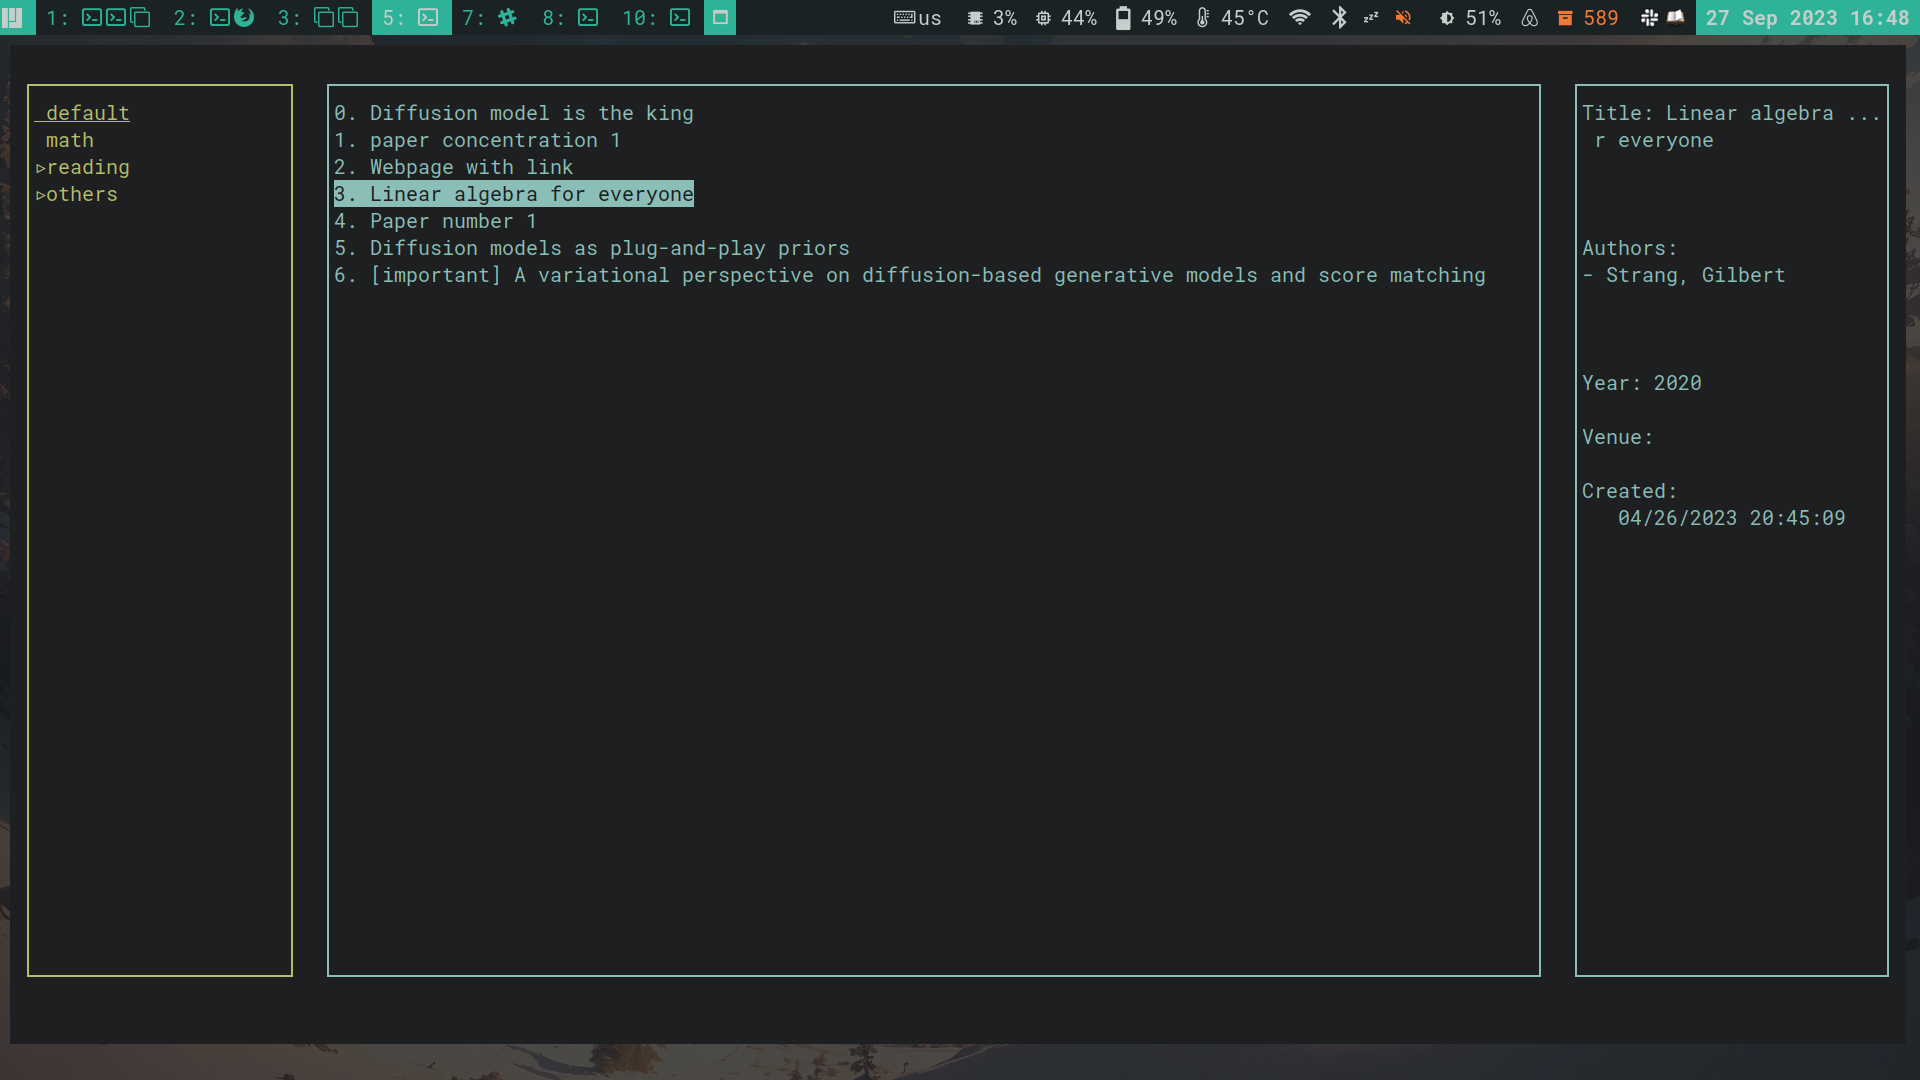 1: 2: 3: 5: 7: 8: 10: us 3% 44% 49% 45°C zzz 51% 589 27 Sep 2023 16:48
default
math
▹reading
▹others
0. Diffusion model is the king
1. paper concentration 1
2. Webpage with link
3. Linear algebra for everyone
4. Paper number 1
5. Diffusion models as plug-and-play priors
6. [important] A variational perspective on diffusion-based generative models and score matching
Title: Linear algebra ...
r everyone
Authors:
- Strang, Gilbert
Year: 2020
Venue:
Created:
04/26/2023 20:45:09